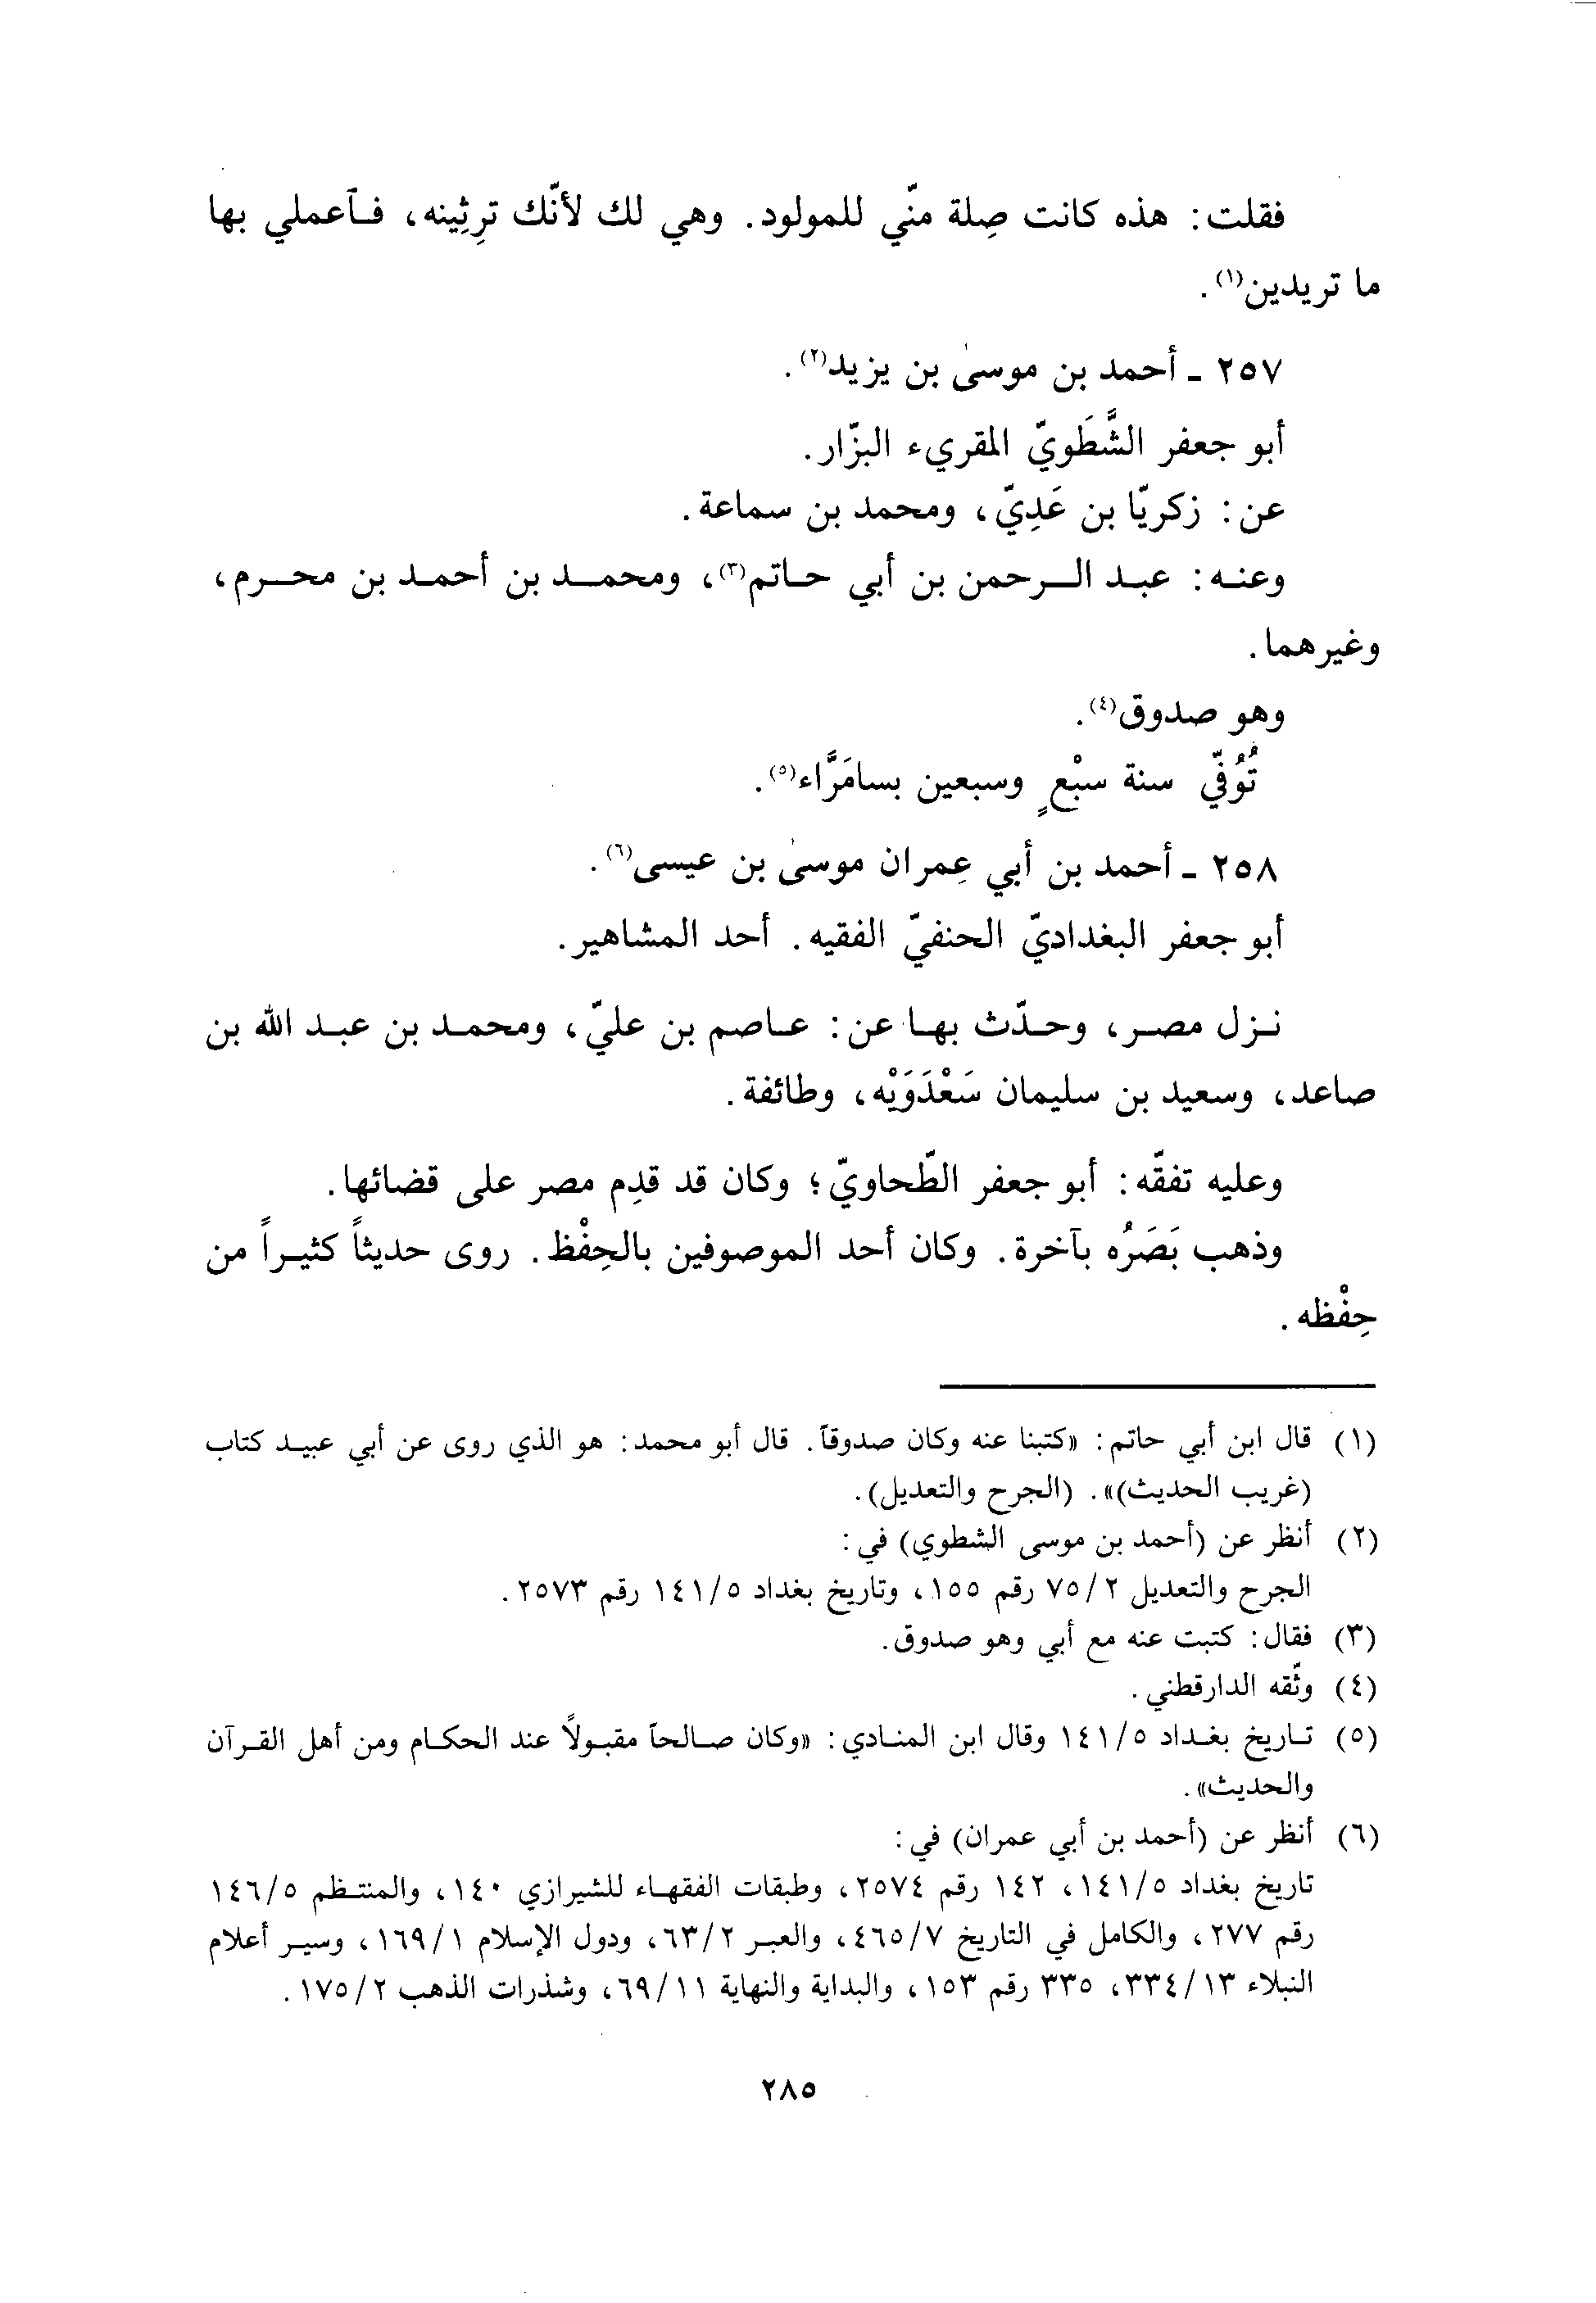 فقلت: هذه كانت صِلة منّي للمولود. وهي لك لأنّك ترِثِينه، فٱعملي بها
ما تريدين(١).
٢٥٧ ـ أحمد بن موسىٰ بن يزيد(٢).
أبو جعفر الشَّطَويّ المقريء البزّار.
عن: زكريّا بن عَدِيّ، ومحمد بن سماعة.
وعنه: عبد الرحمن بن أبي حاتم(٣)، ومحمد بن أحمد بن محرم،
وغيرهما.
وهو صدوق(٤).
تُوُفّي سنة سبْعٍ وسبعين بسامَرَّاء(٥).
٢٥٨ ـ أحمد بن أبي عِمران موسىٰ بن عيسى(٦).
أبو جعفر البغداديّ الحنفيّ الفقيه. أحد المشاهير.
نزل مصر، وحدّث بها عن: عاصم بن عليّ، ومحمد بن عبد الله بن
صاعد، وسعيد بن سليمان سَعْدَوَيْه، وطائفة.
وعليه تفقّه: أبو جعفر الطّحاويّ؛ وكان قد قدِم مصر على قضائها.
وذهب بَصَرُه بآخرة. وكان أحد الموصوفين بالحِفْظ. روى حديثاً كثيراً من
حِفْظه.
(١) قال ابن أبي حاتم: «كتبنا عنه وكان صدوقاً. قال أبو محمد: هو الذي روى عن أبي عبيد كتاب
(غريب الحديث)». (الجرح والتعديل).
(٢) أنظر عن (أحمد بن موسى الشطوي) في:
الجرح والتعديل ٢/٧٥ رقم ١٥٥، وتاريخ بغداد ٥/١٤١ رقم ٢٥٧٣.
(٣) فقال: كتبت عنه مع أبي وهو صدوق.
(٤) وثّقه الدارقطني.
(٥) تاريخ بغداد ٥/١٤١ وقال ابن المنادي: «وكان صالحاً مقبولاً عند الحكام ومن أهل القرآن
والحديث».
(٦) أنظر عن (أحمد بن أبي عمران) في:
تاريخ بغداد ٥/١٤١، ١٤٢ رقم ٢٥٧٤، وطبقات الفقهاء للشيرازي ١٤٠، والمنتظم ٥/١٤٦
رقم ٢٧٧، والكامل في التاريخ ٧/٤٦٥، والعبر ٢/٦٣، ودول الإسلام ١/١٦٩، وسير أعلام
النبلاء ١٣/٣٣٤، ٣٣٥ رقم ١٥٣، والبداية والنهاية ١١/٦٩، وشذرات الذهب ٢/١٧٥.
٢٨٥